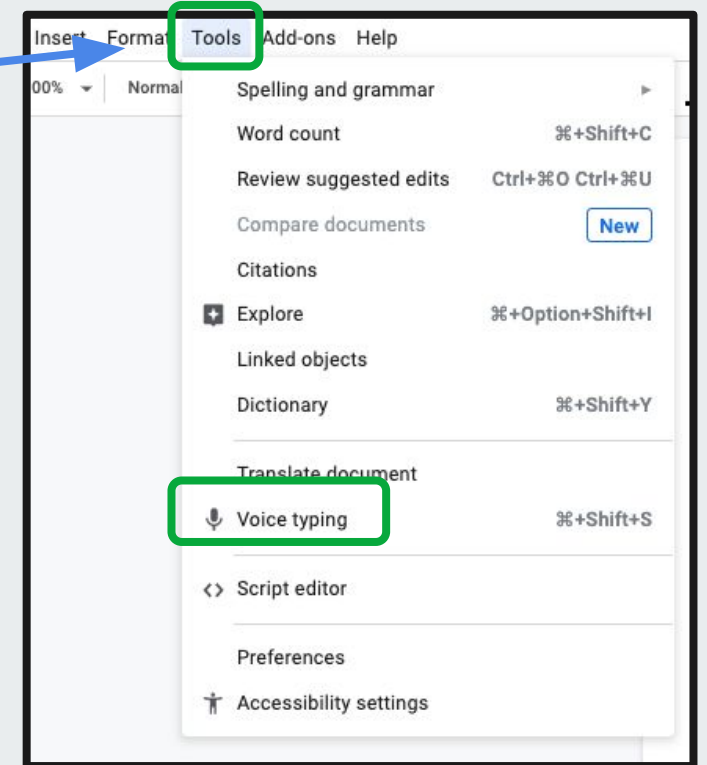 Insert Format Tools Add-ons Help
00% Normal
Spelling and grammar
Word count ⌘+Shift+C
Review suggested edits Ctrl+⌘O Ctrl+⌘U
Compare documents New
Citations
Explore ⌘+Option+Shift+I
Linked objects
Dictionary ⌘+Shift+Y
Translate document
Voice typing ⌘+Shift+S
<> Script editor
Preferences
Accessibility settings